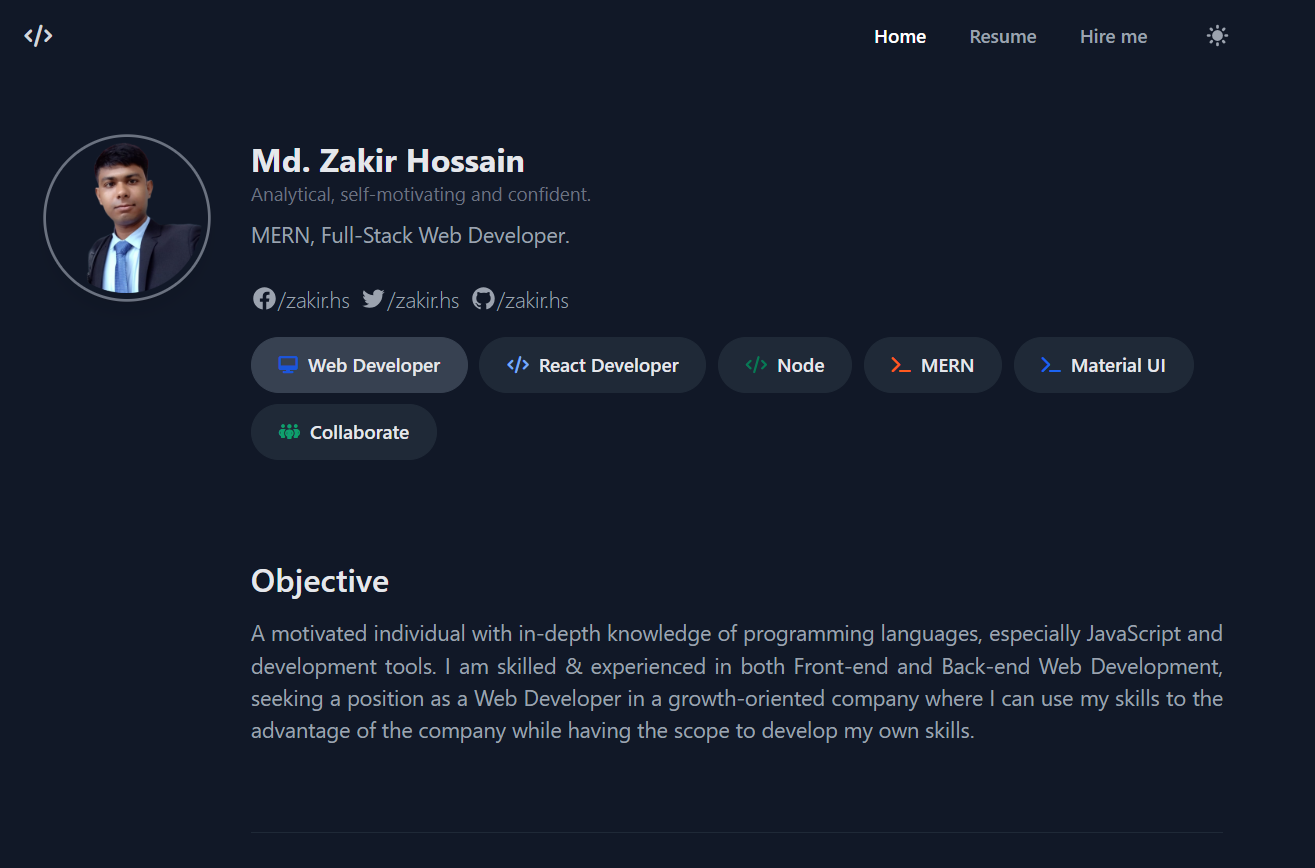 </>
Home Resume Hire me
Md. Zakir Hossain
Analytical, self-motivating and confident.
MERN, Full-Stack Web Developer.
/zakir.hs /zakir.hs /zakir.hs
Web Developer </> React Developer </> Node >_ MERN >_ Material UI
Collaborate
Objective
A motivated individual with in-depth knowledge of programming languages, especially JavaScript and
development tools. I am skilled & experienced in both Front-end and Back-end Web Development,
seeking a position as a Web Developer in a growth-oriented company where I can use my skills to the
advantage of the company while having the scope to develop my own skills.